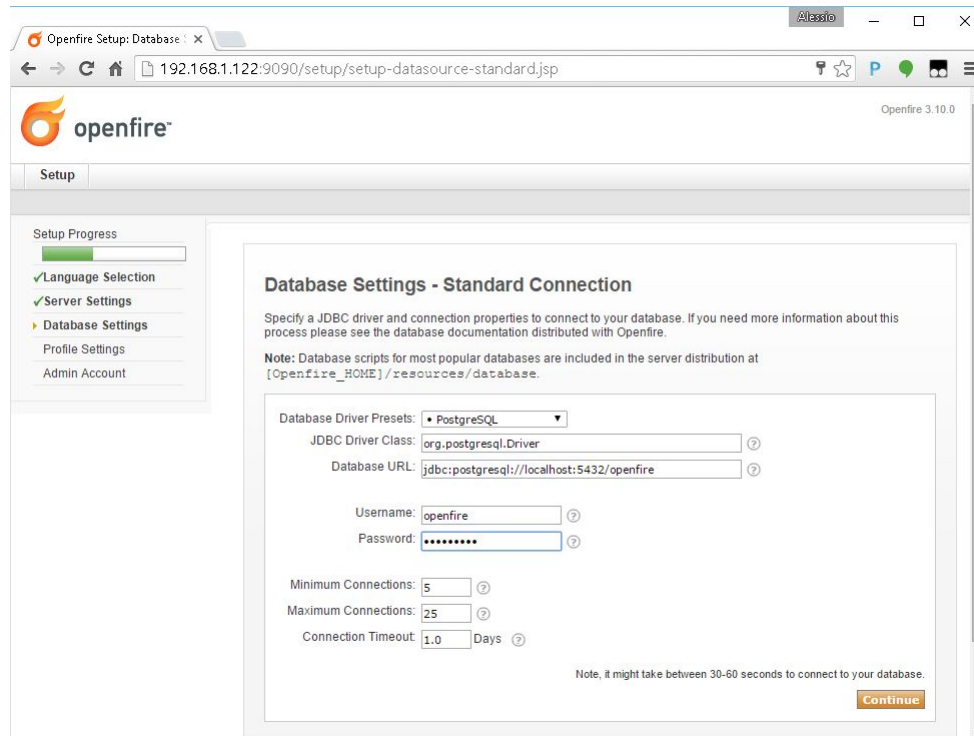 Alessio
Openfire Setup: Database
192.168.1.122:9090/setup/setup-datasource-standard.jsp
openfire™
Openfire 3.10.0
Setup
Setup Progress
Language Selection
Server Settings
Database Settings
Profile Settings
Admin Account
Database Settings - Standard Connection
Specify a JDBC driver and connection properties to connect to your database. If you need more information about this
process please see the database documentation distributed with Openfire.
Note: Database scripts for most popular databases are included in the server distribution at
[Openfire_HOME]/resources/database.
Database Driver Presets: • PostgreSQL
JDBC Driver Class: org.postgresql.Driver
Database URL: jdbc:postgresql://localhost:5432/openfire
Username: openfire
Password: •••••••••
Minimum Connections: 5
Maximum Connections: 25
Connection Timeout: 1.0 Days
Note, it might take between 30-60 seconds to connect to your database.
Continue